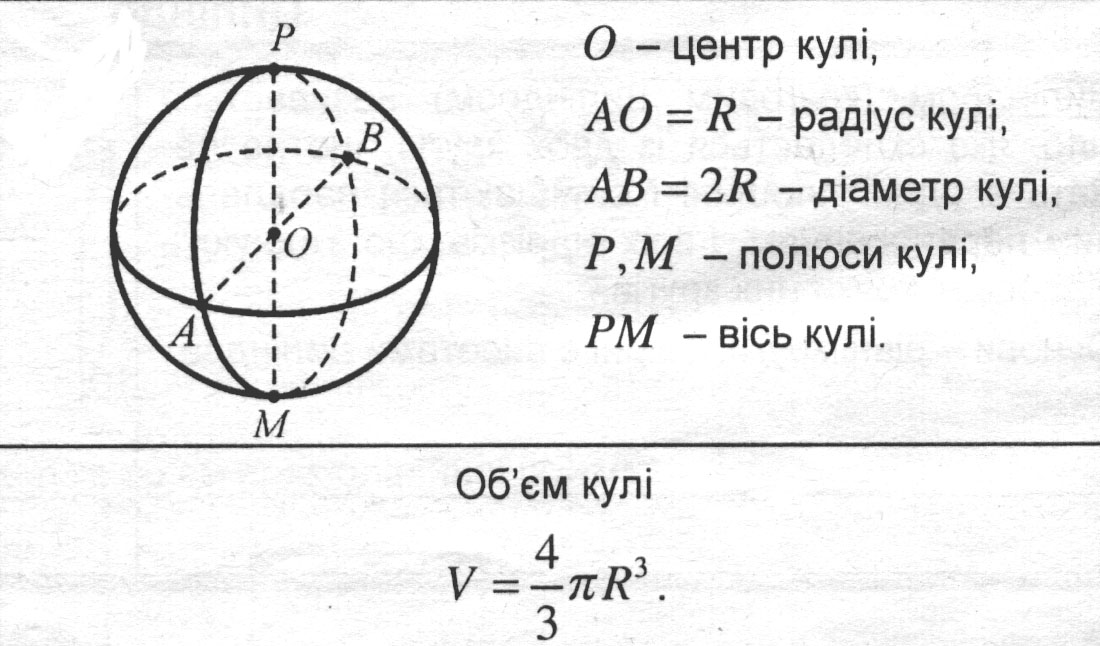 P
B
O
A
M
O – центр кулі,
AO = R – радіус кулі,
AB = 2R – діаметр кулі,
P, M – полюси кулі,
PM – вісь кулі.
Об’єм кулі
V = 4/3 πR³.